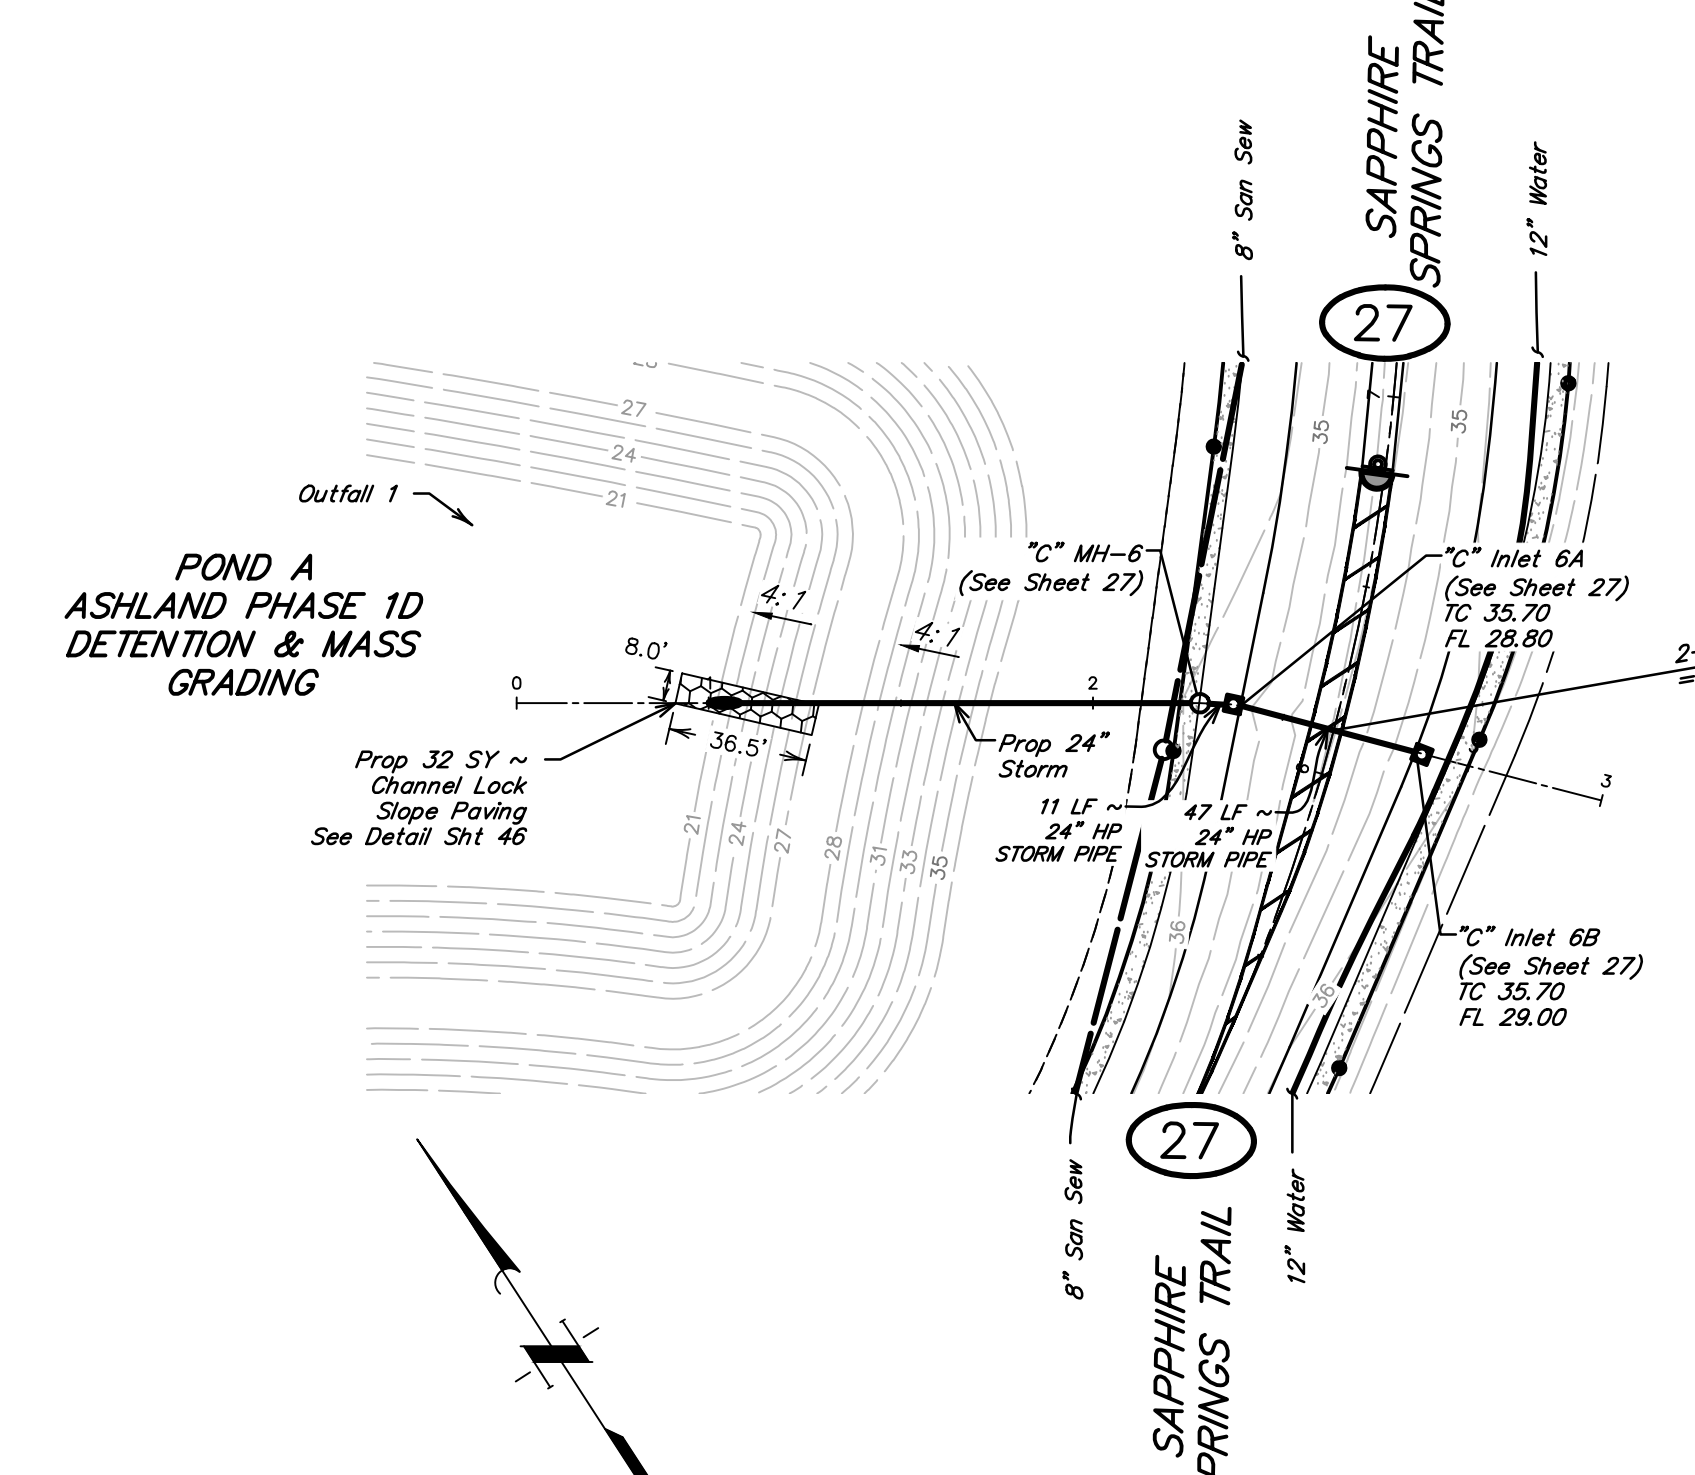 SAPPHIRE
SPRINGS TRAIL
8" San Sew
12" Water
27
27
24
21
35
35
7
Outfall 1
POND A
ASHLAND PHASE 1D
DETENTION & MASS
GRADING
"C" MH-6
(See Sheet 27)
"C" Inlet 6A
(See Sheet 27)
TC 35.70
FL 28.80
4:1
4:1
8.0'
36.5'
0
1
2
3
2-
Prop 32 SY ~
Channel Lock
Slope Paving
See Detail Sht 46
Prop 24"
Storm
11 LF ~
24" HP
STORM PIPE
47 LF ~
24" HP
STORM PIPE
8
21
24
27
28
31
33
35
36
36
"C" Inlet 6B
(See Sheet 27)
TC 35.70
FL 29.00
27
8" San Sew
12" Water
SAPPHIRE
PRINGS TRAIL